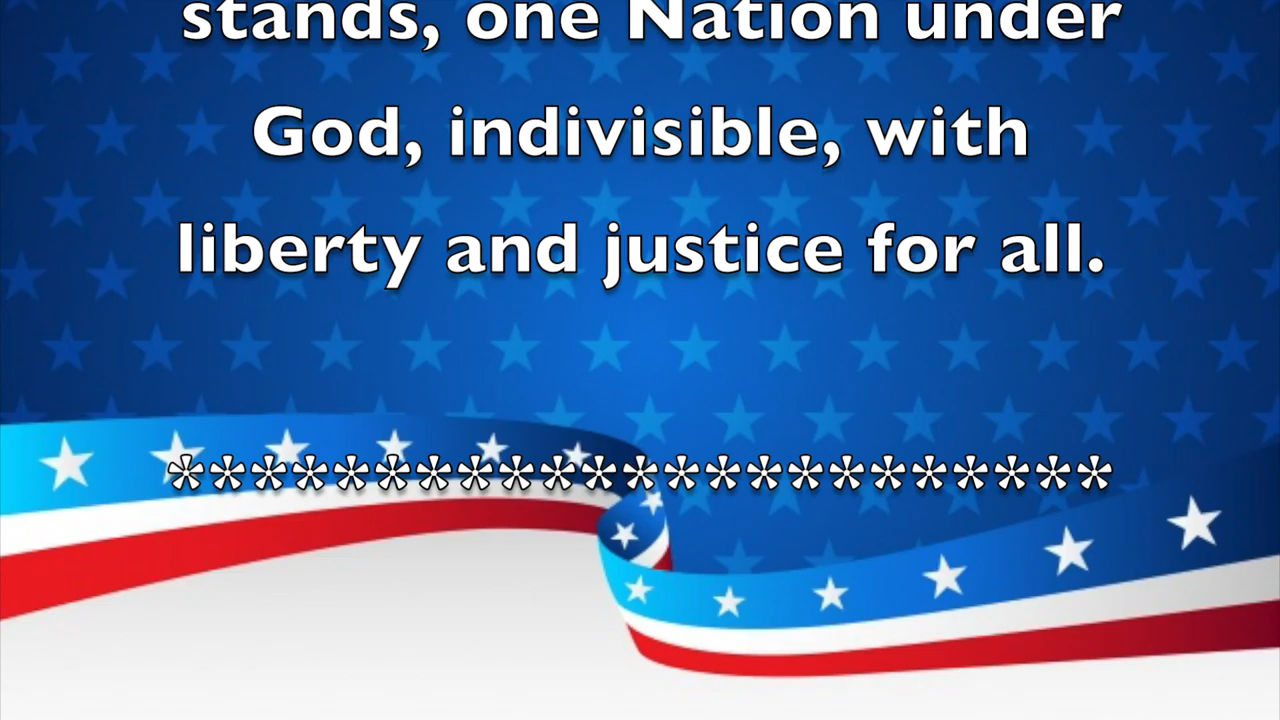 stands, one Nation under
God, indivisible, with
liberty and justice for all.
***********************